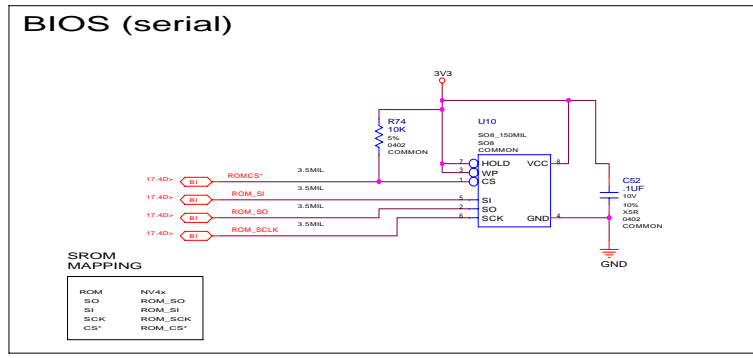 BIOS (serial)
3V3
R74
10K
5%
0402
COMMON
U10
SO8_150MIL
SO8
COMMON
7 HOLD VCC 8
3 WP
1 CS
5 SI
2 SO
6 SCK GND 4
C52
.1UF
10V
10%
X5R
0402
COMMON
GND
17.4D> BI ROMCS* 3.5MIL
17.4D> BI ROM_SI 3.5MIL
17.4D> BI ROM_SO 3.5MIL
17.4D> BI ROM_SCLK 3.5MIL
SROM
MAPPING
ROM NV4x
SO ROM_SO
SI ROM_SI
SCK ROM_SCK
CS* ROM_CS*